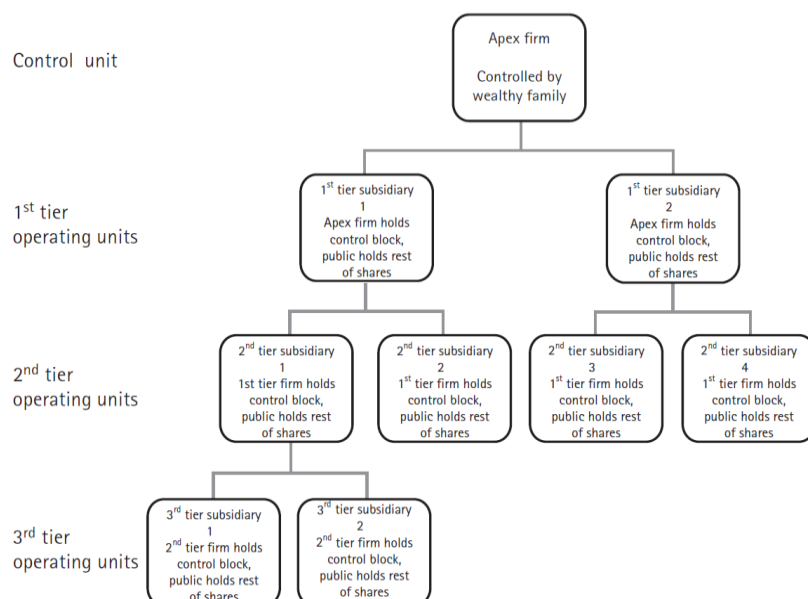 Control unit
Apex firm
Controlled by
wealthy family
1st tier
operating units
1st tier subsidiary
1
Apex firm holds
control block,
public holds rest
of shares
1st tier subsidiary
2
Apex firm holds
control block,
public holds rest
of shares
2nd tier
operating units
2nd tier subsidiary
1
1st tier firm holds
control block,
public holds rest
of shares
2nd tier subsidiary
2
1st tier firm holds
control block,
public holds rest
of shares
2nd tier subsidiary
3
1st tier firm holds
control block,
public holds rest
of shares
2nd tier subsidiary
4
1st tier firm holds
control block,
public holds rest
of shares
3rd tier
operating units
3rd tier subsidiary
1
2nd tier firm holds
control block,
public holds rest
of shares
3rd tier subsidiary
2
2nd tier firm holds
control block,
public holds rest
of shares